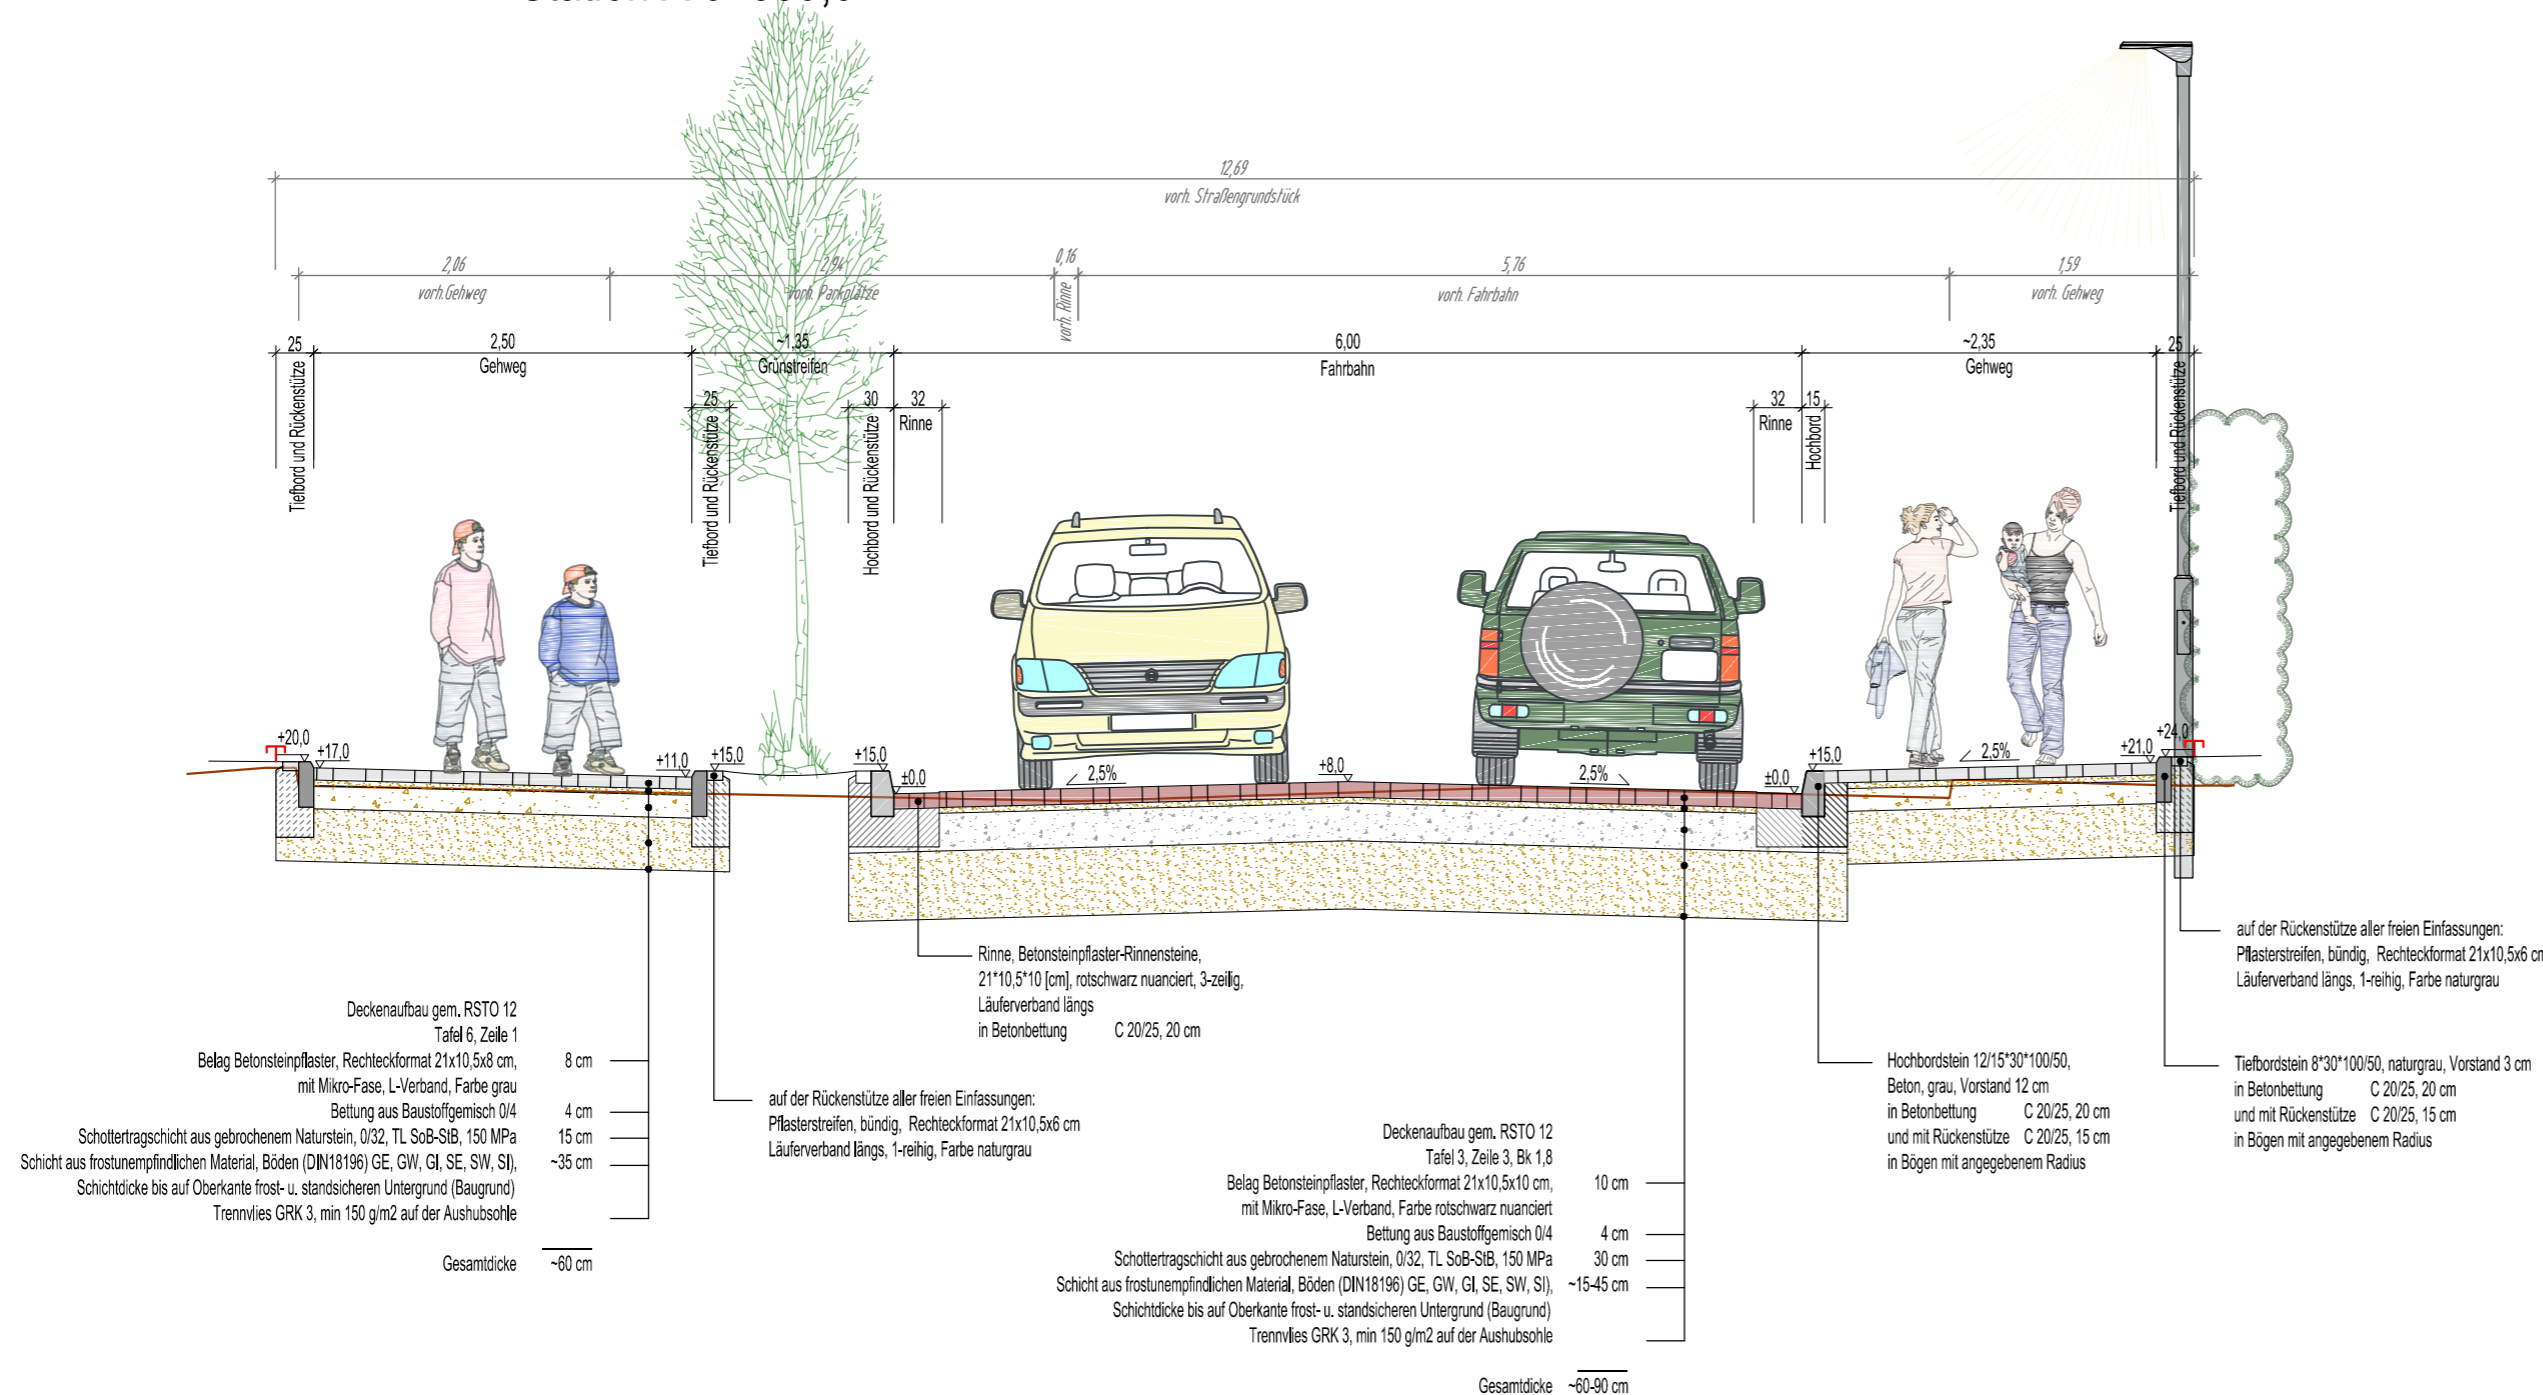 12,69
vorh. Straßengrundstück
2,06
2,94
0,16
5,76
1,59
vorh.Gehweg
vorh. Parkplätze
vorh. Rinne
vorh. Fahrbahn
vorh. Gehweg
25
2,50
~1,35
6,00
~2,35
25
Gehweg
Grünstreifen
Fahrbahn
Gehweg
Tiefbord und Rückenstütze
25
30
32
32
15
Tiefbord und Rückenstütze
Hochbord und Rückenstütze
Rinne
Rinne
Hochbord
Tiefbord und Rückenstütze
+20,0
+17,0
+11,0
+15,0
+15,0
±0,0
2,5%
+8,0
2,5%
±0,0
+15,0
2,5%
+21,0
+24,0
Rinne, Betonsteinpflaster-Rinnensteine,
21*10,5*10 [cm], rotschwarz nuanciert, 3-zeilig,
Läuferverband längs
in Betonbettung C 20/25, 20 cm
auf der Rückenstütze aller freien Einfassungen:
Pflasterstreifen, bündig, Rechteckformat 21x10,5x6 cm
Läuferverband längs, 1-reihig, Farbe naturgrau
Deckenaufbau gem. RSTO 12
Tafel 6, Zeile 1
Belag Betonsteinpflaster, Rechteckformat 21x10,5x8 cm, 8 cm
mit Mikro-Fase, L-Verband, Farbe grau
Bettung aus Baustoffgemisch 0/4 4 cm
Schottertragschicht aus gebrochenem Naturstein, 0/32, TL SoB-StB, 150 MPa 15 cm
Schicht aus frostunempfindlichen Material, Böden (DIN18196) GE, GW, GI, SE, SW, SI), ~35 cm
Schichtdicke bis auf Oberkante frost- u. standsicheren Untergrund (Baugrund)
Trennvlies GRK 3, min 150 g/m2 auf der Aushubsohle
Gesamtdicke ~60 cm
auf der Rückenstütze aller freien Einfassungen:
Pflasterstreifen, bündig, Rechteckformat 21x10,5x6 cm
Läuferverband längs, 1-reihig, Farbe naturgrau
Deckenaufbau gem. RSTO 12
Tafel 3, Zeile 3, Bk 1,8
Belag Betonsteinpflaster, Rechteckformat 21x10,5x10 cm, 10 cm
mit Mikro-Fase, L-Verband, Farbe rotschwarz nuanciert
Bettung aus Baustoffgemisch 0/4 4 cm
Schottertragschicht aus gebrochenem Naturstein, 0/32, TL SoB-StB, 150 MPa 30 cm
Schicht aus frostunempfindlichen Material, Böden (DIN18196) GE, GW, GI, SE, SW, SI), ~15-45 cm
Schichtdicke bis auf Oberkante frost- u. standsicheren Untergrund (Baugrund)
Trennvlies GRK 3, min 150 g/m2 auf der Aushubsohle
Gesamtdicke ~60-90 cm
Hochbordstein 12/15*30*100/50,
Beton, grau, Vorstand 12 cm
in Betonbettung C 20/25, 20 cm
und mit Rückenstütze C 20/25, 15 cm
in Bögen mit angegebenem Radius
Tiefbordstein 8*30*100/50, naturgrau, Vorstand 3 cm
in Betonbettung C 20/25, 20 cm
und mit Rückenstütze C 20/25, 15 cm
in Bögen mit angegebenem Radius